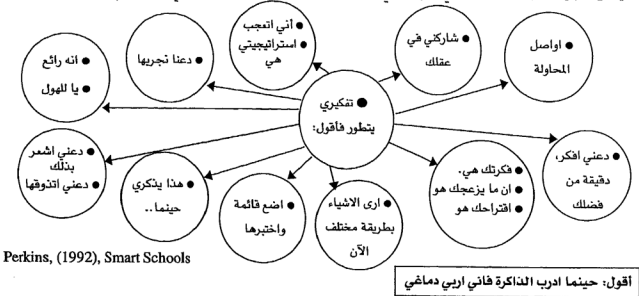 ● أني اتعجب
● استراتيجيتي
هي
● شاركني في
عقلك
● اواصل
المحاولة
● دعنا نجربها
● انه رائع
● يا للهول
● تفكيري
يتطور فأقول:
● دعني اشعر
بذلك
● دعني اتذوقها
● هذا يذكري
حينما..
● اضع قائمة
واختبرها
● ارى الاشياء
بطريقة مختلف
الآن
● فكرتك هي.
● ان ما يزعجك هو
● اقتراحك هو
● دعني افكر،
دقيقة من
فضلك
Perkins, (1992), Smart Schools
أقول: حينما ادرب الذاكرة فاني اربي دماغي